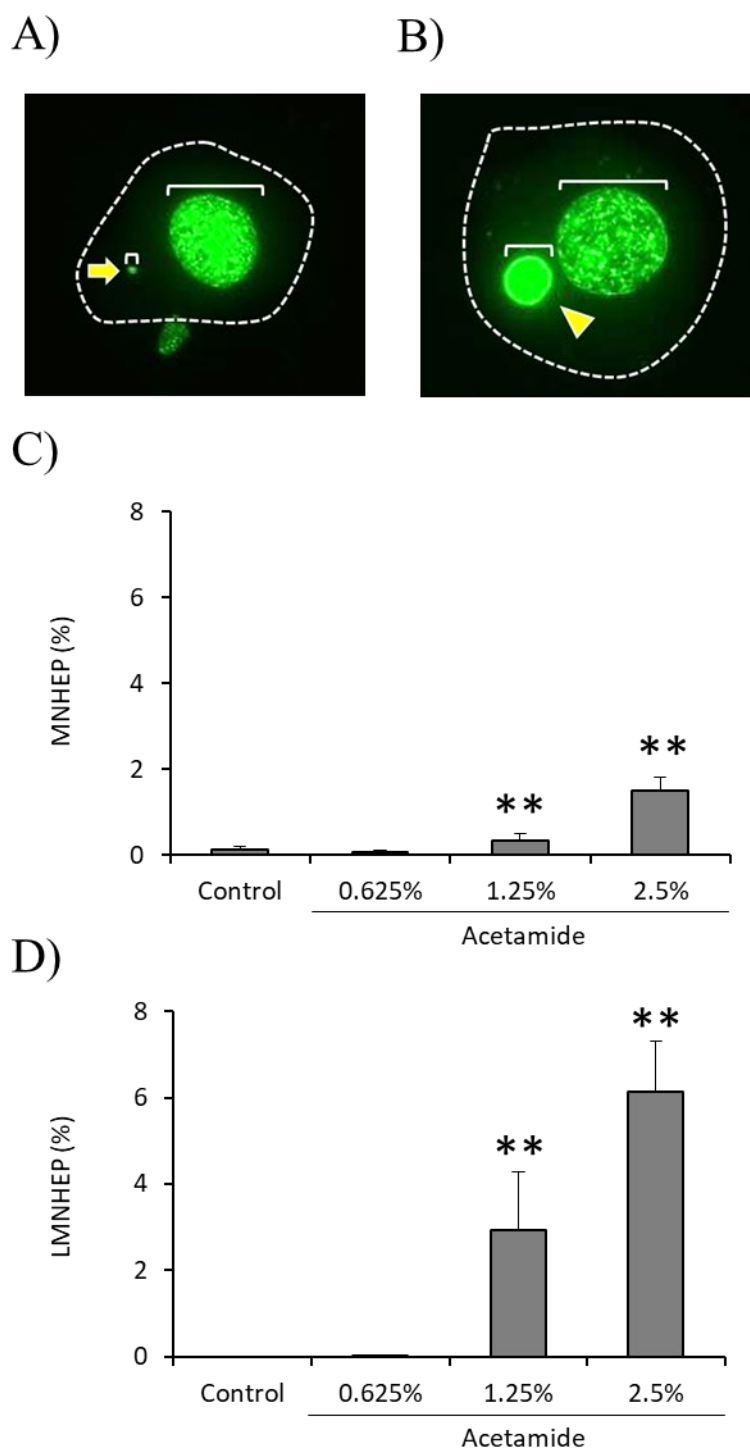 A)
B)
C)
8
6
4
2
0
MNHEP (%)
**
**
Control 0.625% 1.25% 2.5%
Acetamide
D)
8
6
4
2
0
LMNHEP (%)
**
**
Control 0.625% 1.25% 2.5%
Acetamide